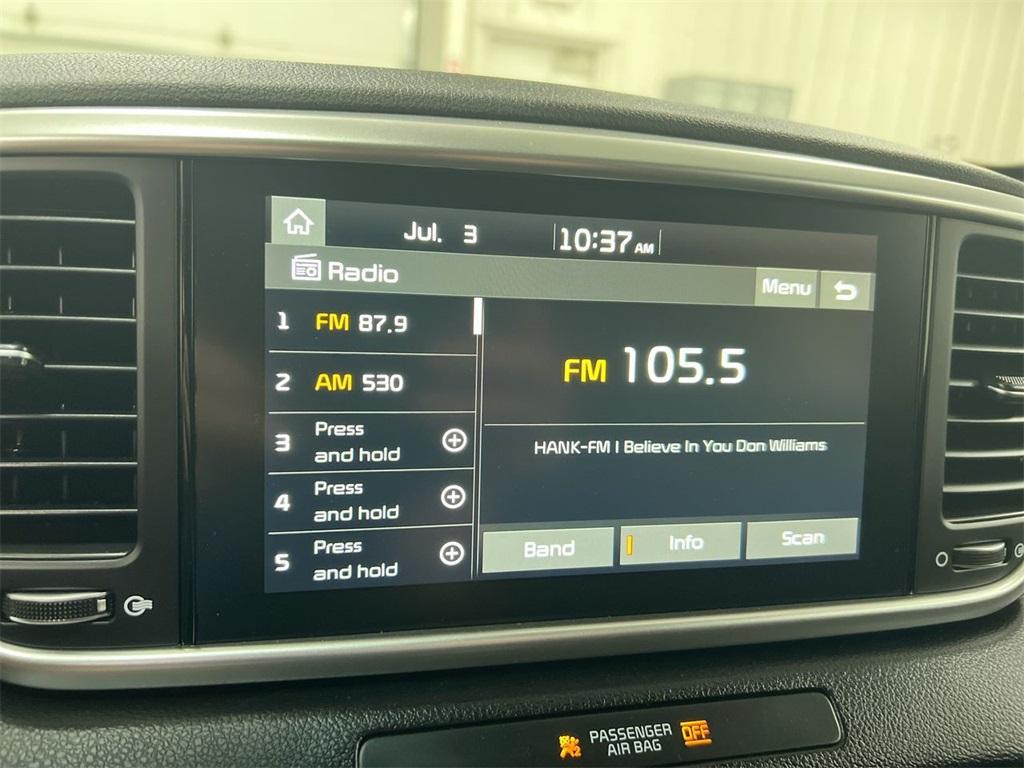 Jul. 3 10:37 AM
Radio Menu
1 FM 87.9
2 AM 530
3 Press
and hold
4 Press
and hold
5 Press
and hold
FM 105.5
HANK-FM I Believe In You Don Williams
Band Info Scan
PASSENGER
AIR BAG
OFF